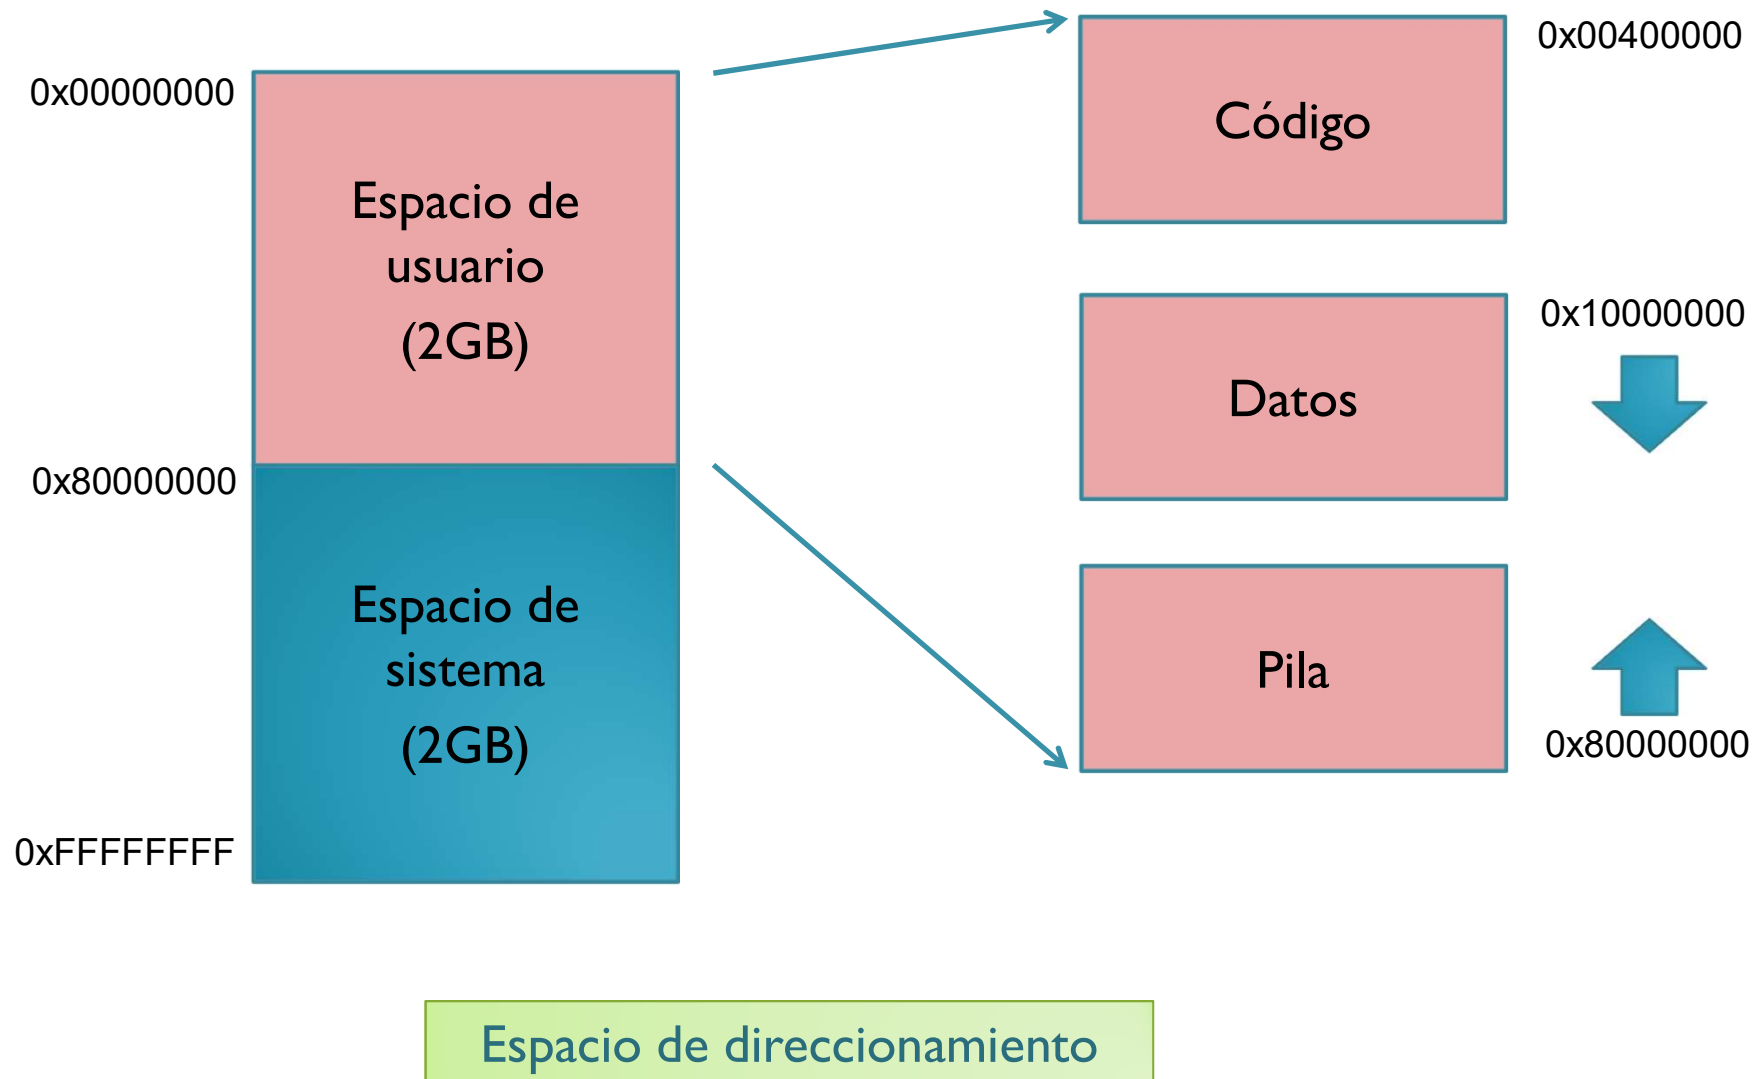 0x00000000
Espacio de
usuario
(2GB)
0x80000000
Espacio de
sistema
(2GB)
0xFFFFFFFF
Código
0x00400000
Datos
0x10000000
Pila
0x80000000
Espacio de direccionamiento